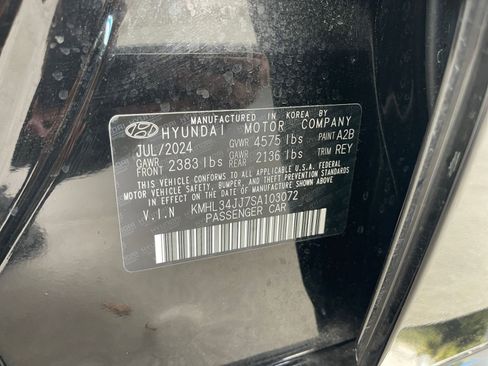 MANUFACTURED IN KOREA BY
HYUNDAI MOTOR COMPANY
JUL/2024 GVWR 4575 lbs PAINT A2B
GAWR FRONT 2383 lbs GAWR REAR 2136 lbs TRIM REY
THIS VEHICLE CONFORMS TO ALL APPLICABLE U.S.A. FEDERAL
MOTOR VEHICLE SAFETY, BUMPER, AND THEFT PREVENTION STANDARDS
IN EFFECT ON THE DATE OF MANUFACTURE SHOWN ABOVE.
V.I.N KMHL34JJ7SA103072
PASSENGER CAR